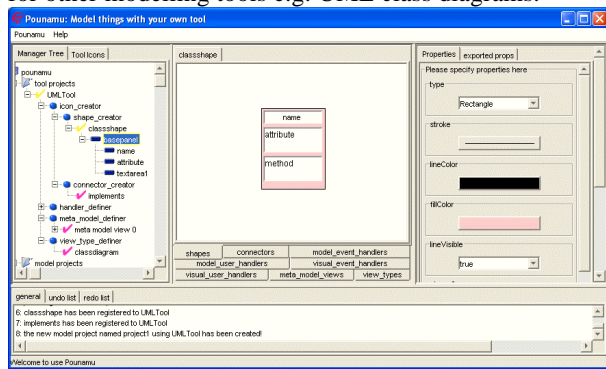 for other modelling tools e.g. UML class diagrams.
Pounamu: Model things with your own tool
Pounamu Help
Manager Tree Tool Icons
pounamu
tool projects
UMLTool
icon_creator
shape_creator
classshape
basepanel
name
attribute
textarea1
connector_creator
implements
handler_definer
meta_model_definer
meta model view 0
view_type_definer
classdiagram
model projects
classshape
name
attribute
method
shapes connectors model_event_handlers
model_user_handlers visual_event_handlers
visual_user_handlers meta_model_views view_types
Properties exported props
Please specify properties here
type
Rectangle
stroke
lineColor
fillColor
lineVisible
true
general undo list redo list
6: classshape has been registered to UMLTool
7: implements has been registered to UMLTool
8: the new model project named project1 using UMLTool has been created!
Welcome to use Pounamu